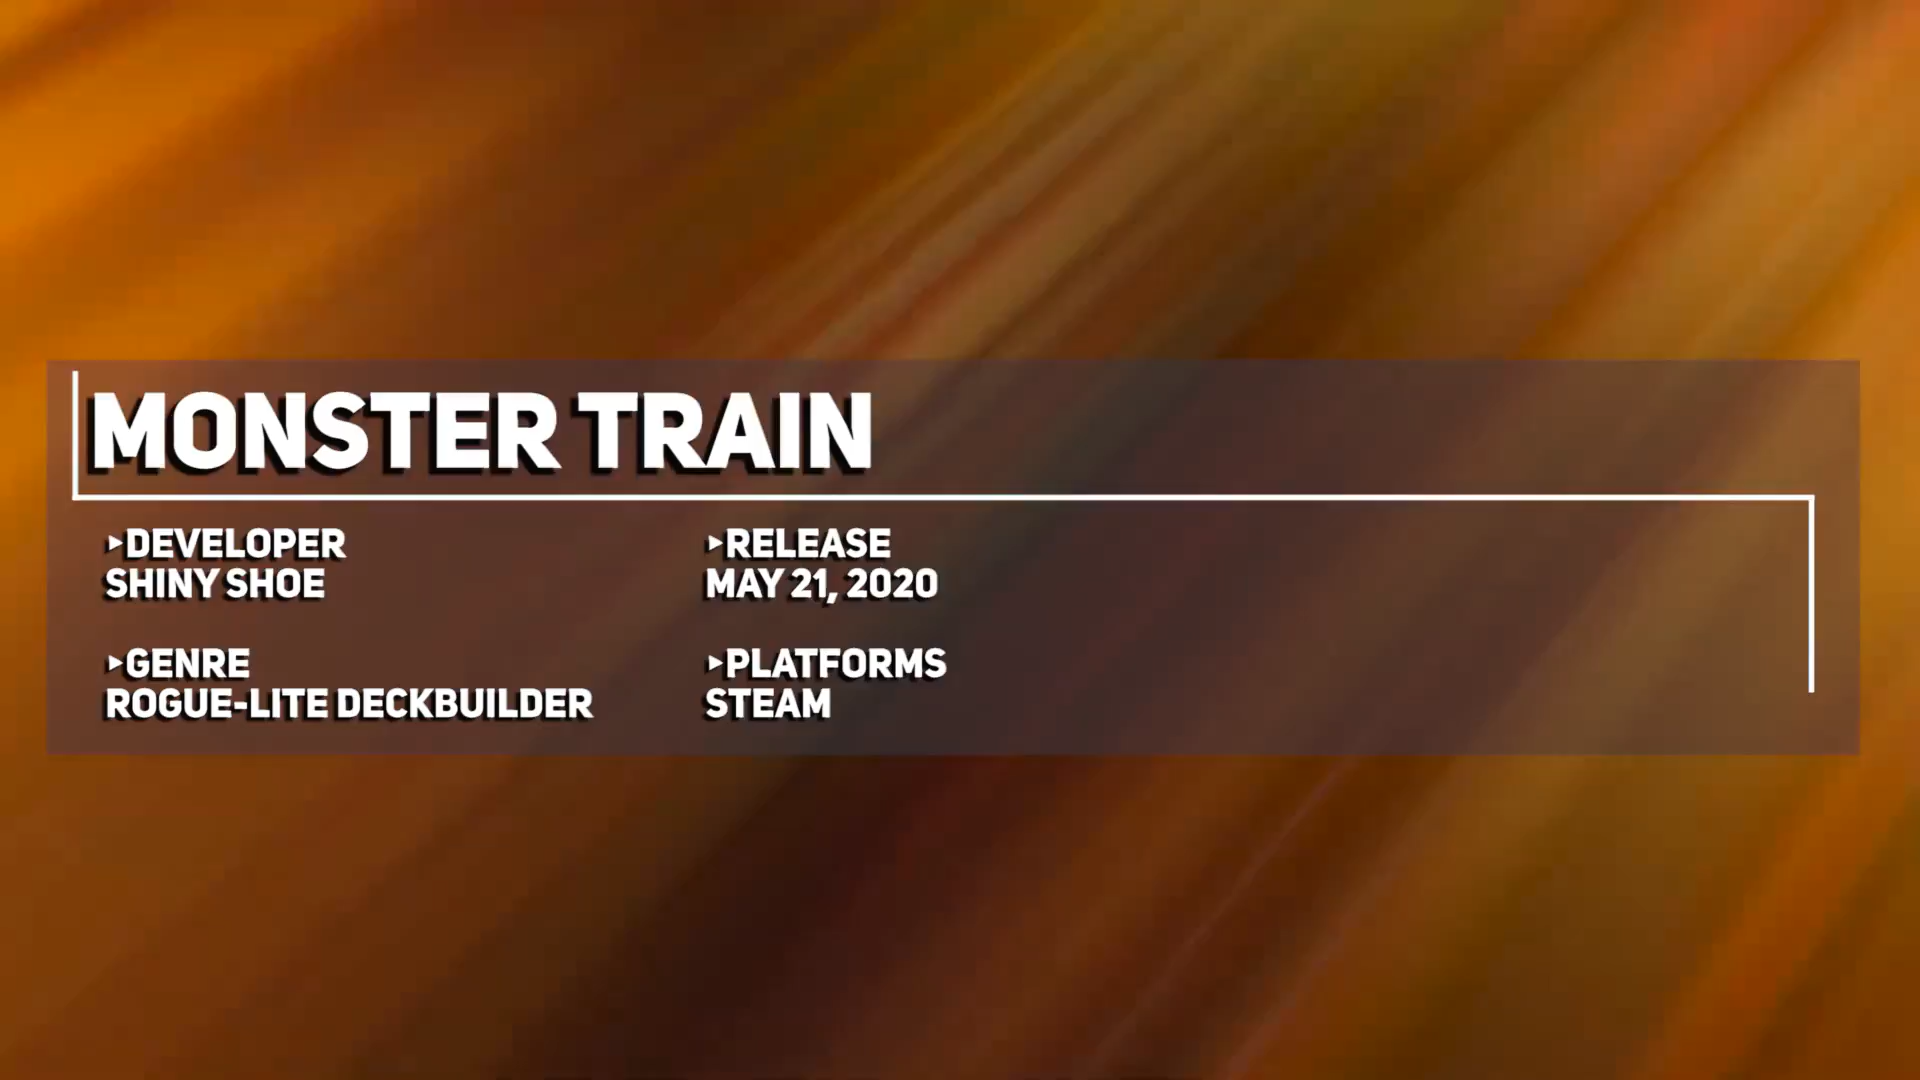 MONSTER TRAIN
▸DEVELOPER
SHINY SHOE
▸RELEASE
MAY 21, 2020
▸GENRE
ROGUE-LITE DECKBUILDER
▸PLATFORMS
STEAM